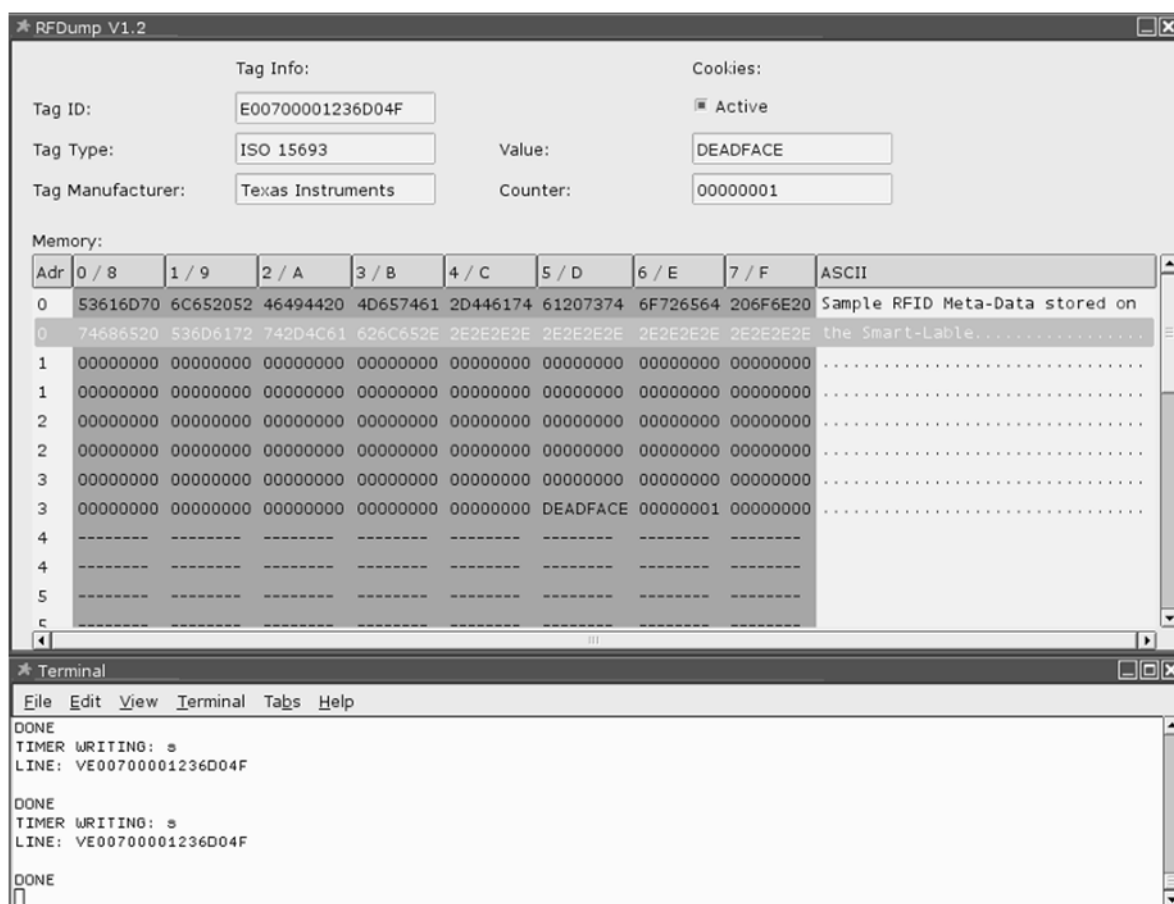 RFDump V1.2
Tag Info: Cookies:
Tag ID: E00700001236D04F Active
Tag Type: ISO 15693 Value: DEADFACE
Tag Manufacturer: Texas Instruments Counter: 00000001
Memory:
Adr 0 / 8 1 / 9 2 / A 3 / B 4 / C 5 / D 6 / E 7 / F ASCII
0 53616D70 6C652052 46494420 4D657461 2D446174 61207374 6F726564 206F6E20 Sample RFID Meta-Data stored on
0 74686520 536D6172 742D4C61 626C652E 2E2E2E2E 2E2E2E2E 2E2E2E2E 2E2E2E2E the Smart-Lable.................
1 00000000 00000000 00000000 00000000 00000000 00000000 00000000 00000000 ................................
1 00000000 00000000 00000000 00000000 00000000 00000000 00000000 00000000 ................................
2 00000000 00000000 00000000 00000000 00000000 00000000 00000000 00000000 ................................
2 00000000 00000000 00000000 00000000 00000000 00000000 00000000 00000000 ................................
3 00000000 00000000 00000000 00000000 00000000 00000000 00000000 00000000 ................................
3 00000000 00000000 00000000 00000000 00000000 DEADFACE 00000001 00000000 ................................
4 -------- -------- -------- -------- -------- -------- -------- --------
4 -------- -------- -------- -------- -------- -------- -------- --------
5 -------- -------- -------- -------- -------- -------- -------- --------
5 -------- -------- -------- -------- -------- -------- -------- --------
Terminal
File Edit View Terminal Tabs Help
DONE
TIMER WRITING: s
LINE: VE00700001236D04F
DONE
TIMER WRITING: s
LINE: VE00700001236D04F
DONE